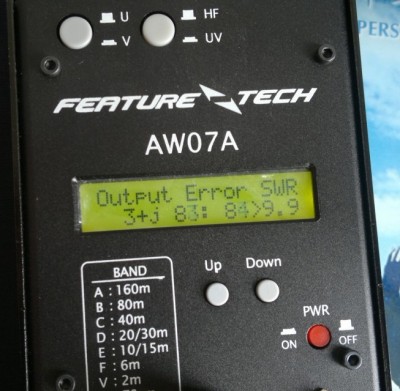 U
V
HF
UV
PERS
FEATURE TECH
AW07A
Output Error SWR
3+j 83: 84>9.9
BAND
A : 160m
B : 80m
C : 40m
D : 20/30m
E : 10/15m
F : 6m
V : 2m
Up
Down
PWR
ON
OFF